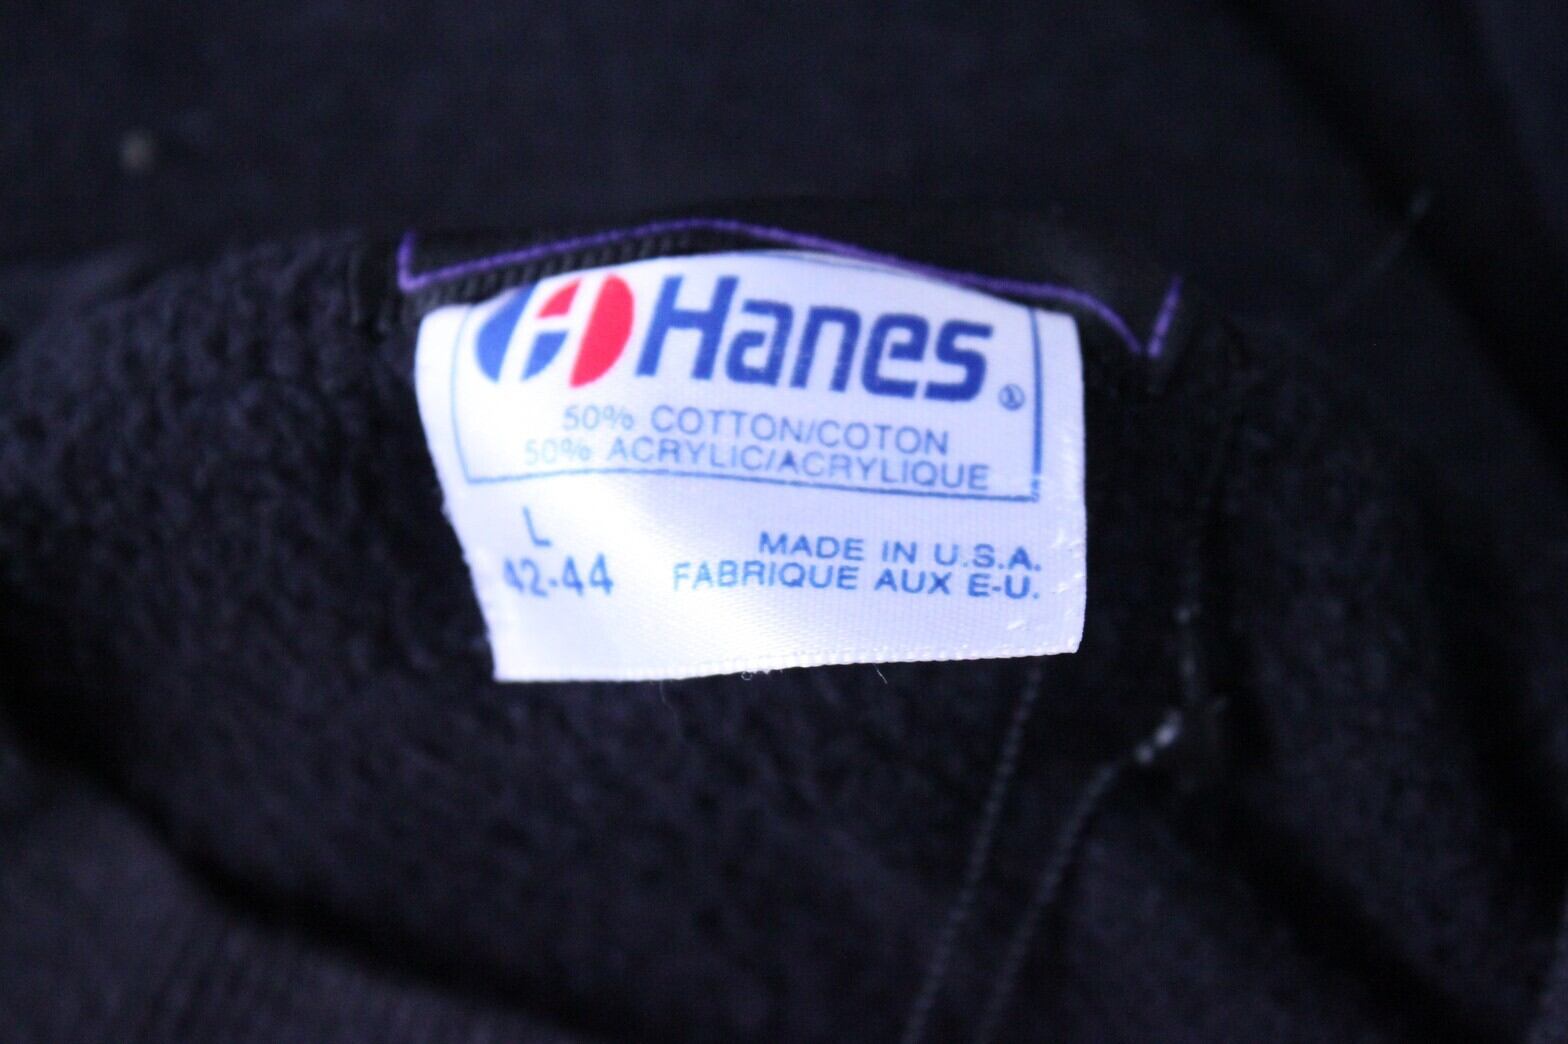 Hanes ®
50% COTTON/COTON
50% ACRYLIC/ACRYLIQUE
L
42-44
MADE IN U.S.A.
FABRIQUE AUX E-U.